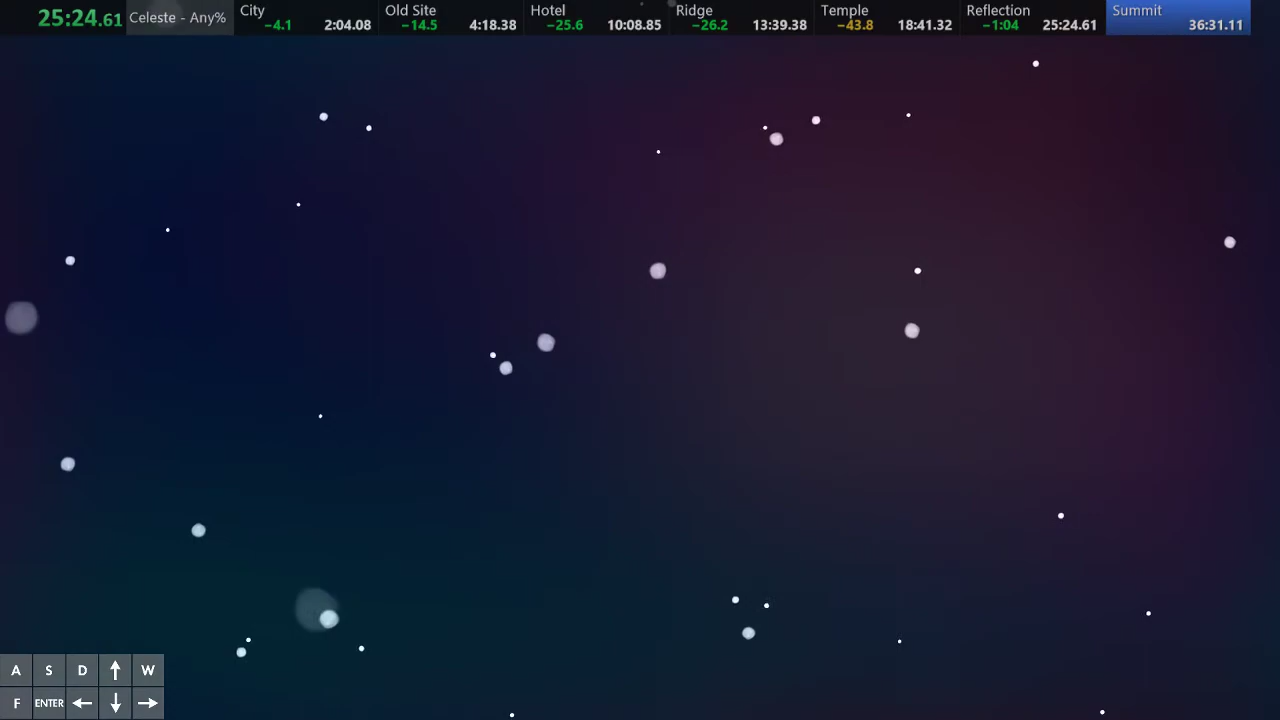 25:24.61 Celeste - Any%
City
−4.1 2:04.08
Old Site
−14.5 4:18.38
Hotel
−25.6 10:08.85
Ridge
−26.2 13:39.38
Temple
−43.8 18:41.32
Reflection
−1:04 25:24.61
Summit
36:31.11
A S D ↑ W
F ENTER ← ↓ →